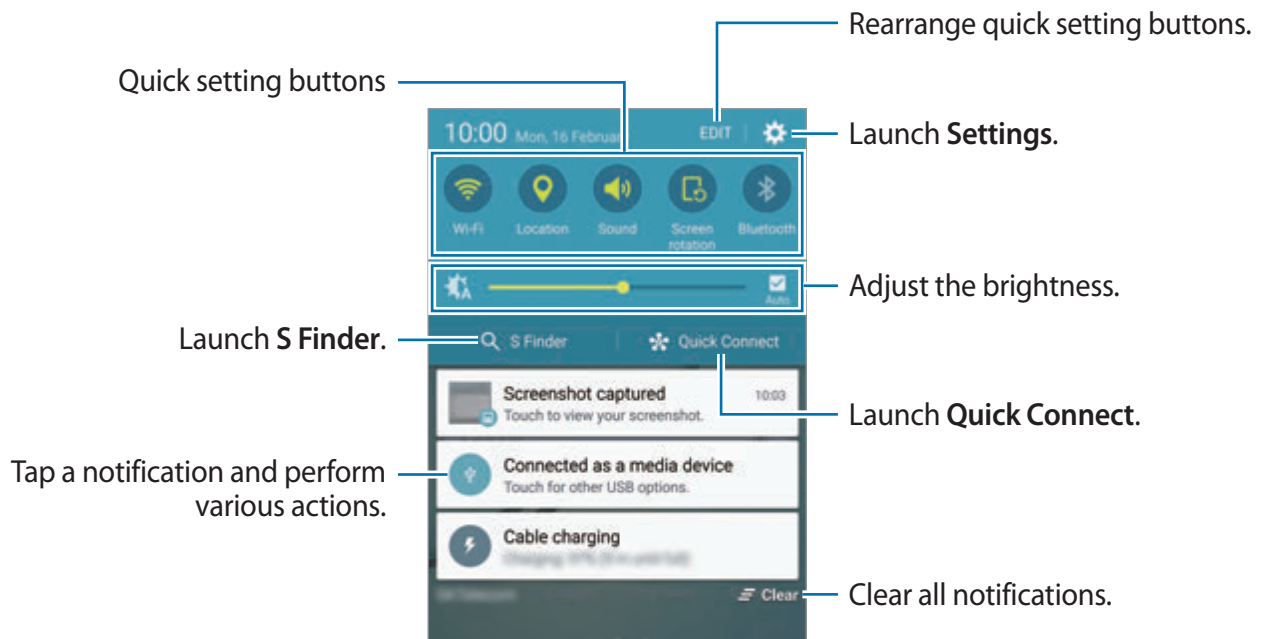 Rearrange quick setting buttons.
Quick setting buttons
10:00 Mon, 16 February EDIT
Launch Settings.
Wi-Fi Location Sound Screen rotation Bluetooth
Auto
Adjust the brightness.
Launch S Finder.
S Finder Quick Connect
Screenshot captured 10:03
Touch to view your screenshot.
Launch Quick Connect.
Tap a notification and perform
various actions.
Connected as a media device
Touch for other USB options.
Cable charging
Clear
Clear all notifications.